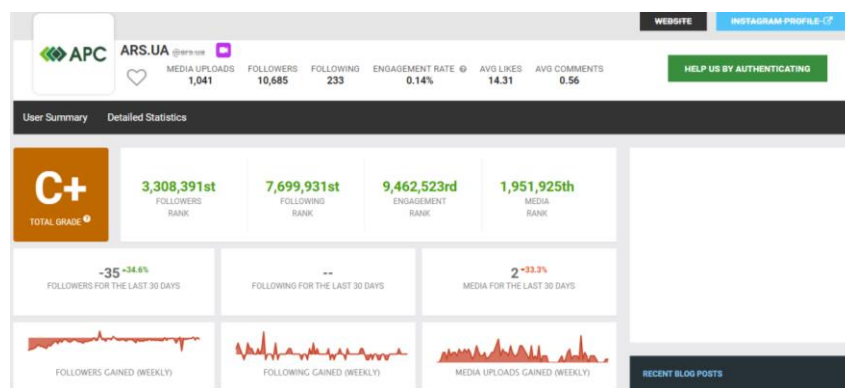 WEBSITE
INSTAGRAM PROFILE
APC
ARS.UA @ars.ua
MEDIA UPLOADS FOLLOWERS FOLLOWING ENGAGEMENT RATE AVG LIKES AVG COMMENTS
1,041 10,685 233 0.14% 14.31 0.56
HELP US BY AUTHENTICATING
User Summary Detailed Statistics
C+
TOTAL GRADE
3,308,391st 7,699,931st 9,462,523rd 1,951,925th
FOLLOWERS FOLLOWING ENGAGEMENT MEDIA
RANK RANK RANK RANK
-35 +34.6% -- 2 -33.3%
FOLLOWERS FOR THE LAST 30 DAYS FOLLOWING FOR THE LAST 30 DAYS MEDIA FOR THE LAST 30 DAYS
FOLLOWERS GAINED (WEEKLY) FOLLOWING GAINED (WEEKLY) MEDIA UPLOADS GAINED (WEEKLY)
RECENT BLOG POSTS